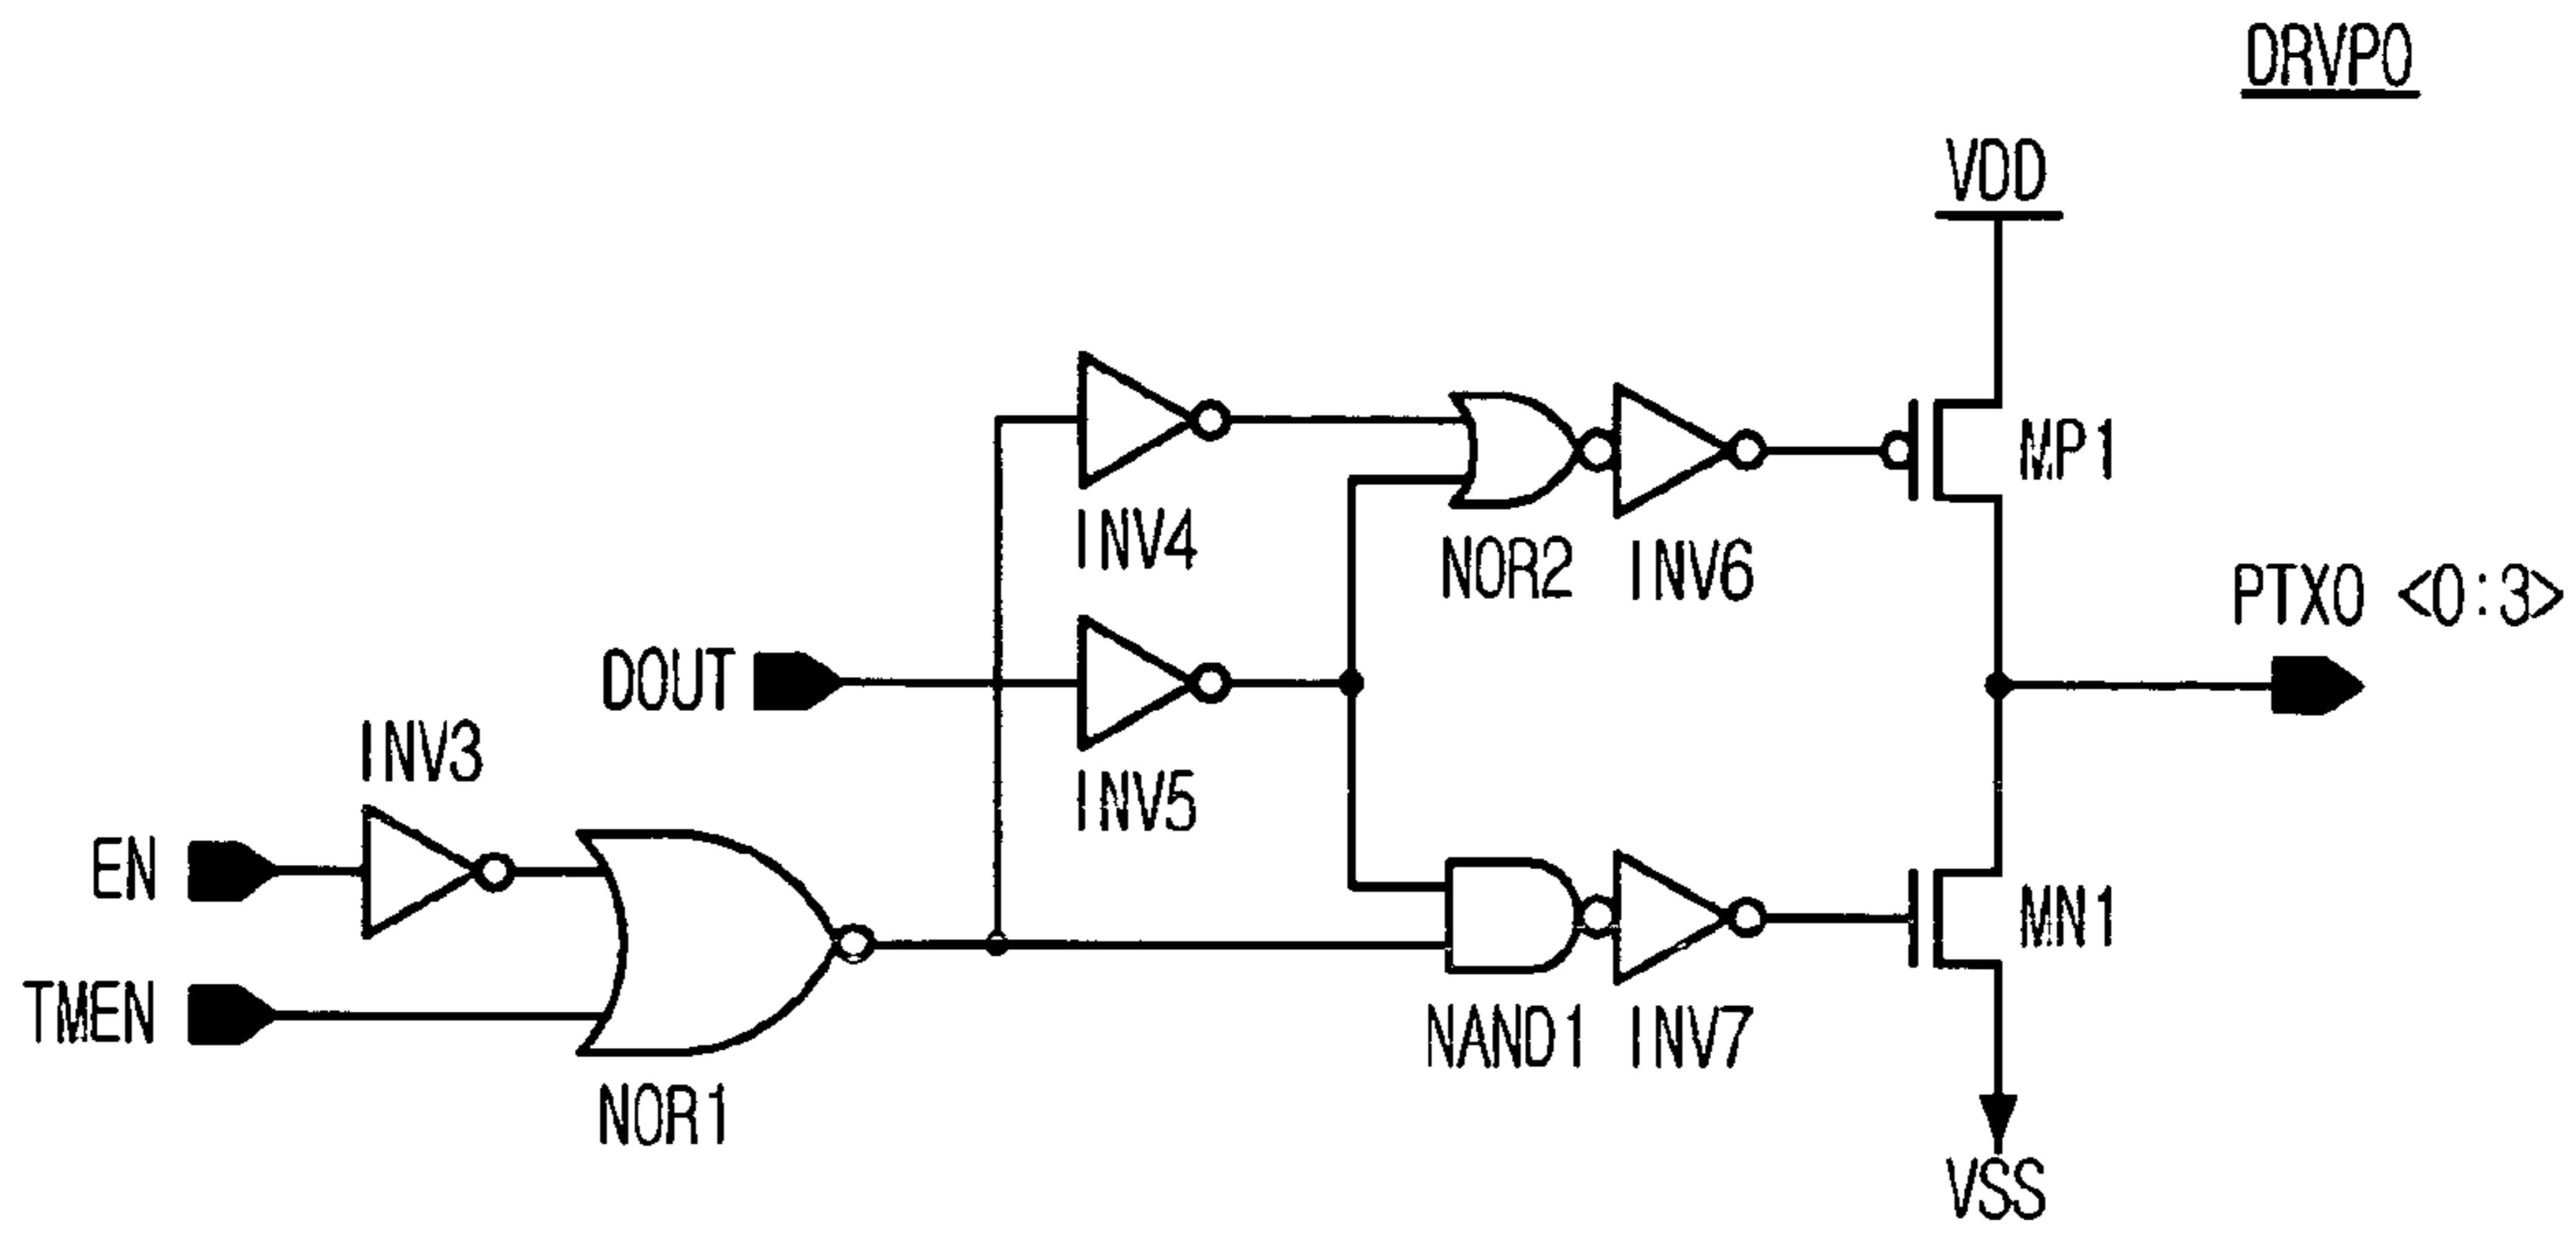 DRVP0
VDD
MP1
INV4
NOR2
INV6
PTX0 <0:3>
DOUT
INV3
INV5
EN
MN1
TMEN
NAND1
INV7
NOR1
VSS